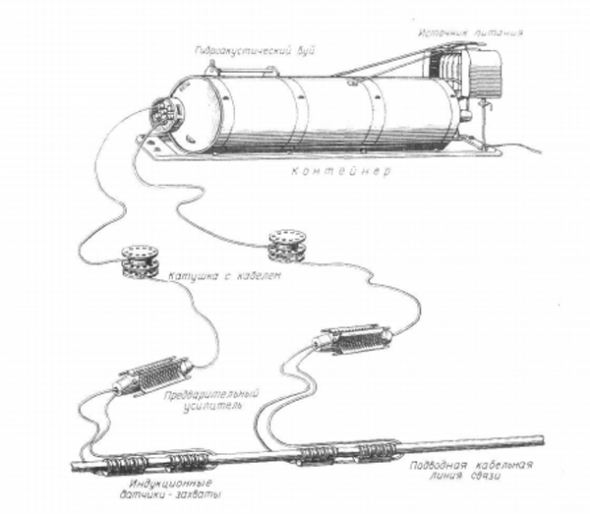 Источник питания
Гидроакустический буй
Контейнер
Катушка с кабелем
Предварительный
усилитель
Подводная кабельная
линия связи
Индукционные
датчики-захваты